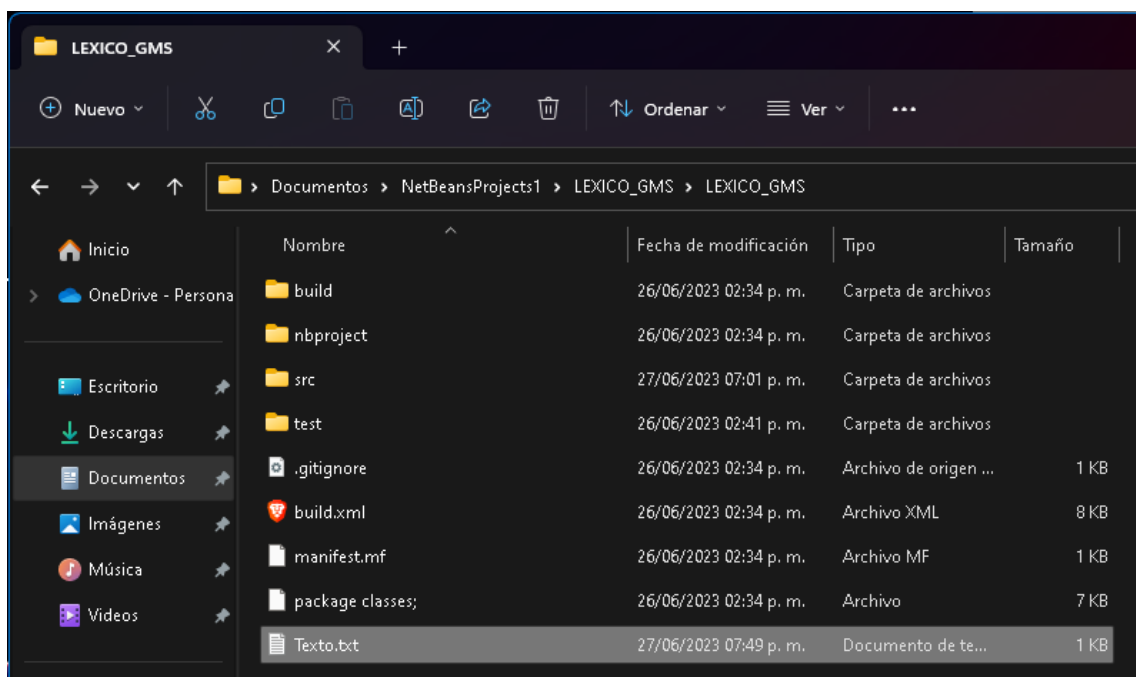 LEXICO_GMS
Nuevo
Ordenar
Ver
Documentos > NetBeansProjects1 > LEXICO_GMS > LEXICO_GMS
Inicio
OneDrive - Persona
Escritorio
Descargas
Documentos
Imágenes
Música
Videos
Nombre Fecha de modificación Tipo Tamaño
build 26/06/2023 02:34 p. m. Carpeta de archivos
nbproject 26/06/2023 02:34 p. m. Carpeta de archivos
src 27/06/2023 07:01 p. m. Carpeta de archivos
test 26/06/2023 02:41 p. m. Carpeta de archivos
.gitignore 26/06/2023 02:34 p. m. Archivo de origen ... 1 KB
build.xml 26/06/2023 02:34 p. m. Archivo XML 8 KB
manifest.mf 26/06/2023 02:34 p. m. Archivo MF 1 KB
package classes; 26/06/2023 02:34 p. m. Archivo 7 KB
Texto.txt 27/06/2023 07:49 p. m. Documento de te... 1 KB